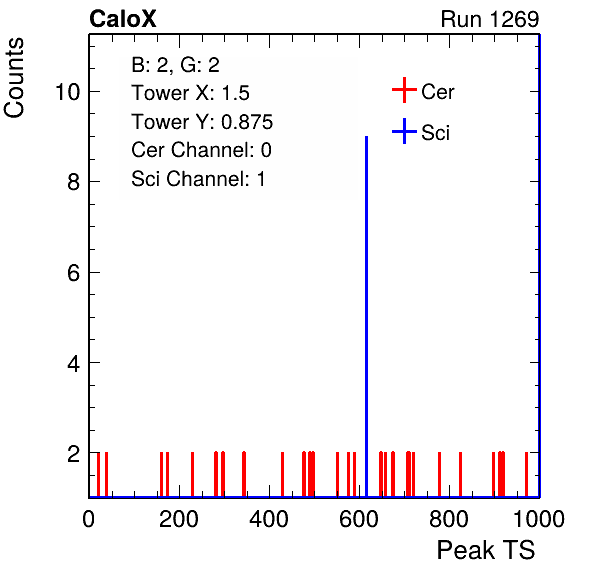 CaloX
Run 1269
Counts
B: 2, G: 2
Tower X: 1.5
Tower Y: 0.875
Cer Channel: 0
Sci Channel: 1
Cer
Sci
10
8
6
4
2
0 200 400 600 800 1000
Peak TS